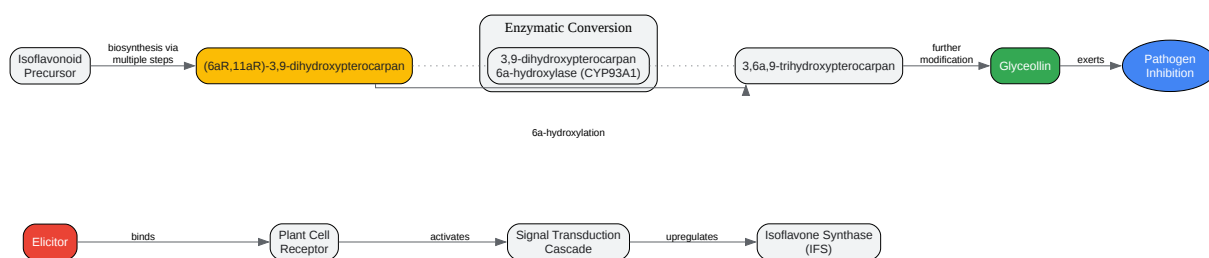 Enzymatic Conversion
Isoflavonoid
Precursor
biosynthesis via
multiple steps
(6aR,11aR)-3,9-dihydroxypterocarpan
3,9-dihydroxypterocarpan
6a-hydroxylase (CYP93A1)
3,6a,9-trihydroxypterocarpan
further
modification
Glyceollin
exerts
Pathogen
Inhibition
6a-hydroxylation
Elicitor
binds
Plant Cell
Receptor
activates
Signal Transduction
Cascade
upregulates
Isoflavone Synthase
(IFS)